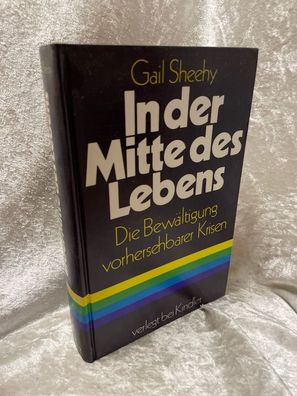 Gail Sheehy
In der
Mitte des
Lebens
Die Bewältigung
vorhersehbarer Krisen
verlegt bei Kindler